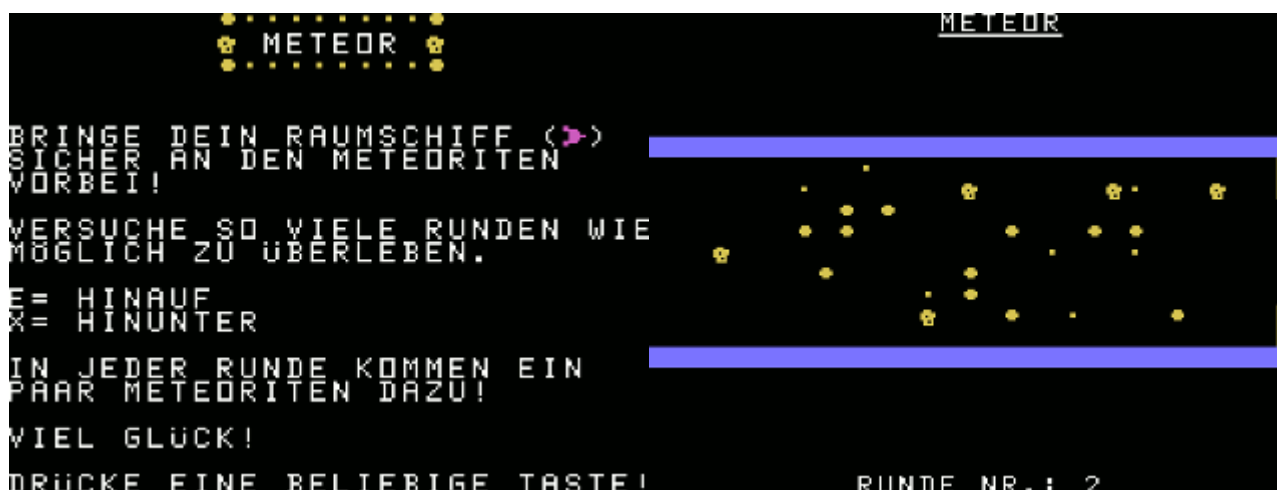 METEOR
BRINGE DEIN RAUMSCHIFF ( )
SICHER AN DEN METEORITEN
VORBEI!
VERSUCHE SO VIELE RUNDEN WIE
MÖGLICH ZU ÜBERLEBEN.
E= HINAUF
X= HINUNTER
IN JEDER RUNDE KOMMEN EIN
PAAR METEORITEN DAZU!
VIEL GLÜCK!
DRÜCKE EINE BELIEBIGE TASTE!
METEOR
RUNDE NR.: 2